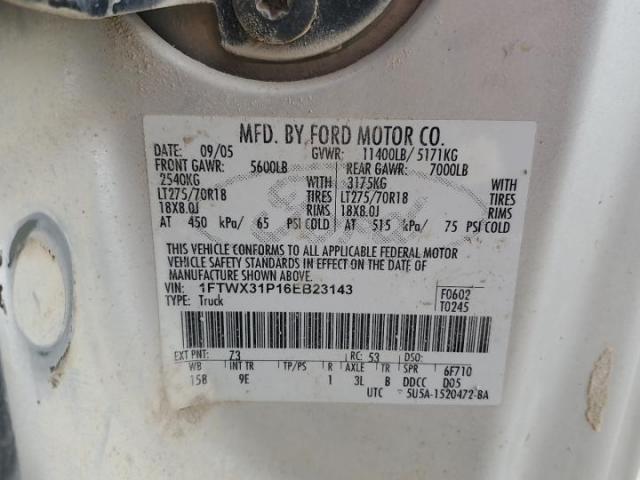 MFD. BY FORD MOTOR CO.
DATE: 09/05 GVWR: 11400LB/ 5171KG
FRONT GAWR: 5600LB REAR GAWR: 7000LB
2540KG WITH 3175KG WITH
LT275/70R18 TIRES LT275/70R18 TIRES
18X8.0J RIMS 18X8.0J RIMS
AT 450 kPa/ 65 PSI COLD AT 515 kPa/ 75 PSI COLD
THIS VEHICLE CONFORMS TO ALL APPLICABLE FEDERAL MOTOR
VEHICLE SAFETY STANDARDS IN EFFECT ON THE DATE OF
MANUFACTURE SHOWN ABOVE.
VIN: 1FTWX31P16EB23143 F0602
TYPE: Truck T0245
EXT PNT: Z3 RC: 53 DSO:
WB INT TR TP/PS R AXLE TR SPR 6F710
158 9E 1 3L B DDCC D05
UTC 5U5A-1520472-BA